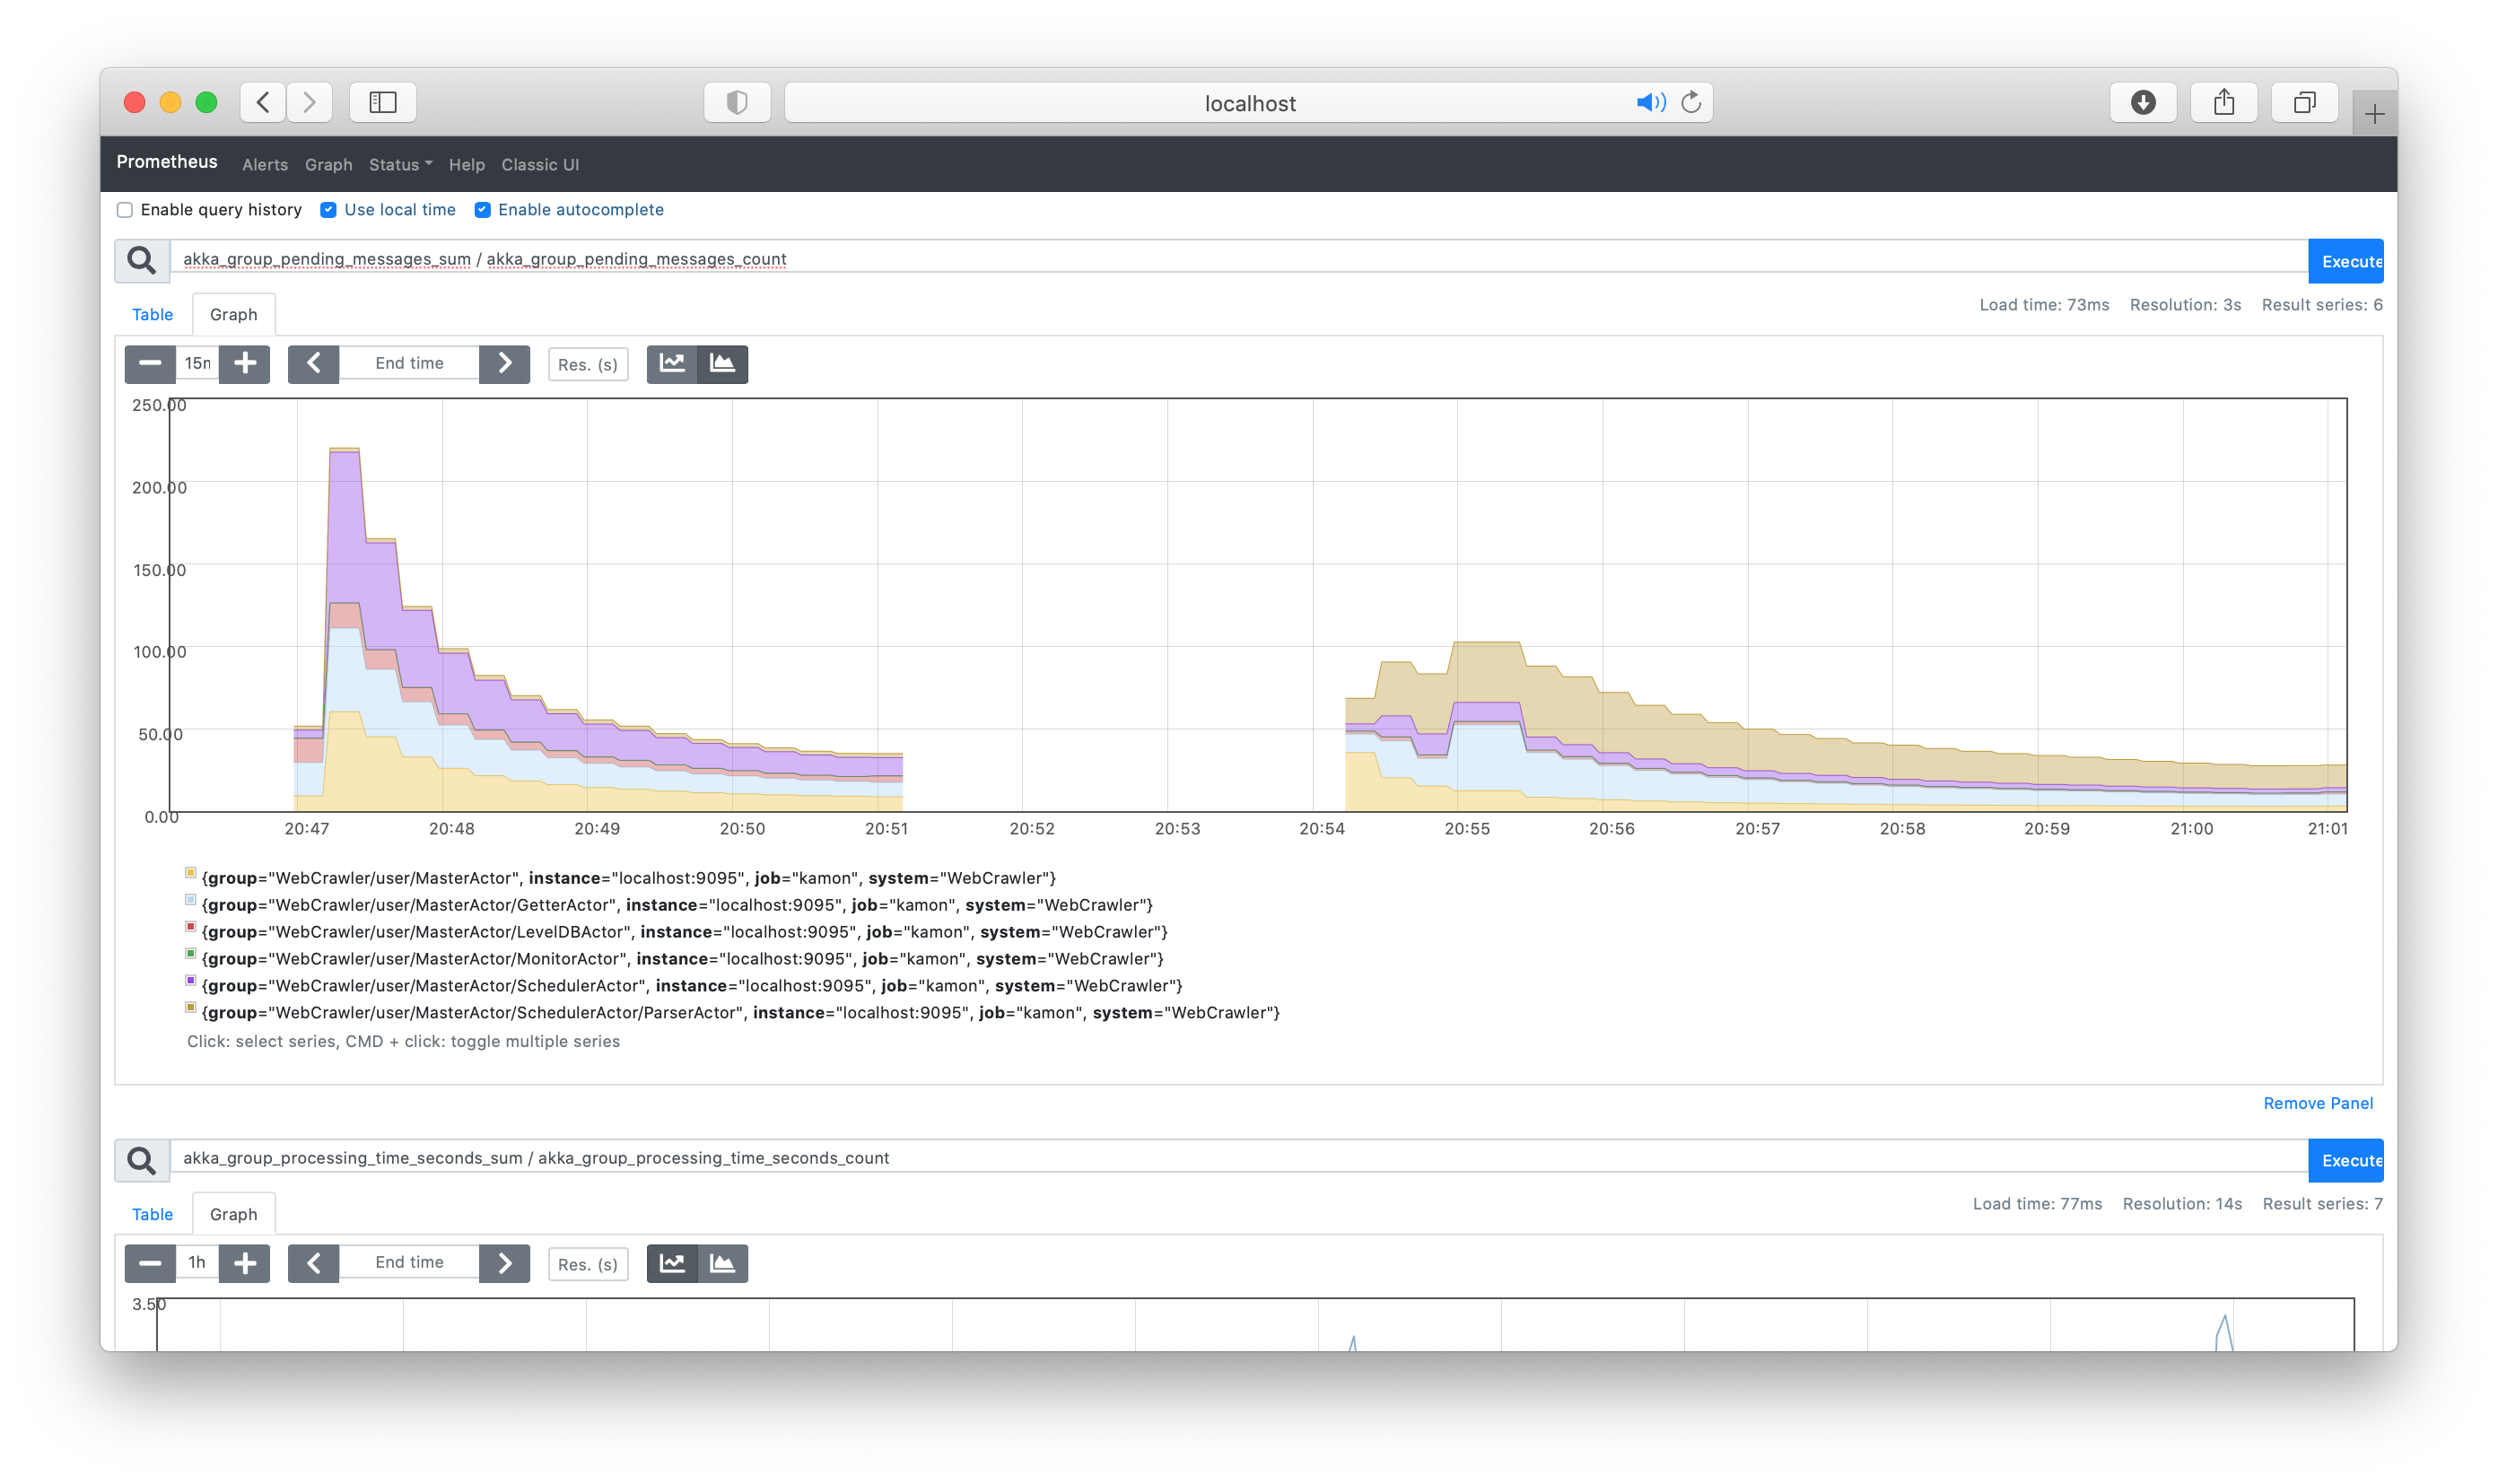 localhost
Prometheus Alerts Graph Status Help Classic UI
Enable query history Use local time Enable autocomplete
akka_group_pending_messages_sum / akka_group_pending_messages_count
Execute
Table Graph
Load time: 73ms Resolution: 3s Result series: 6
15m End time Res. (s)
250.00
200.00
150.00
100.00
50.00
0.00
20:47 20:48 20:49 20:50 20:51 20:52 20:53 20:54 20:55 20:56 20:57 20:58 20:59 21:00 21:01
{group="WebCrawler/user/MasterActor", instance="localhost:9095", job="kamon", system="WebCrawler"}
{group="WebCrawler/user/MasterActor/GetterActor", instance="localhost:9095", job="kamon", system="WebCrawler"}
{group="WebCrawler/user/MasterActor/LevelDBActor", instance="localhost:9095", job="kamon", system="WebCrawler"}
{group="WebCrawler/user/MasterActor/MonitorActor", instance="localhost:9095", job="kamon", system="WebCrawler"}
{group="WebCrawler/user/MasterActor/SchedulerActor", instance="localhost:9095", job="kamon", system="WebCrawler"}
{group="WebCrawler/user/MasterActor/SchedulerActor/ParserActor", instance="localhost:9095", job="kamon", system="WebCrawler"}
Click: select series, CMD + click: toggle multiple series
Remove Panel
akka_group_processing_time_seconds_sum / akka_group_processing_time_seconds_count
Execute
Table Graph
Load time: 77ms Resolution: 14s Result series: 7
1h End time Res. (s)
3.50